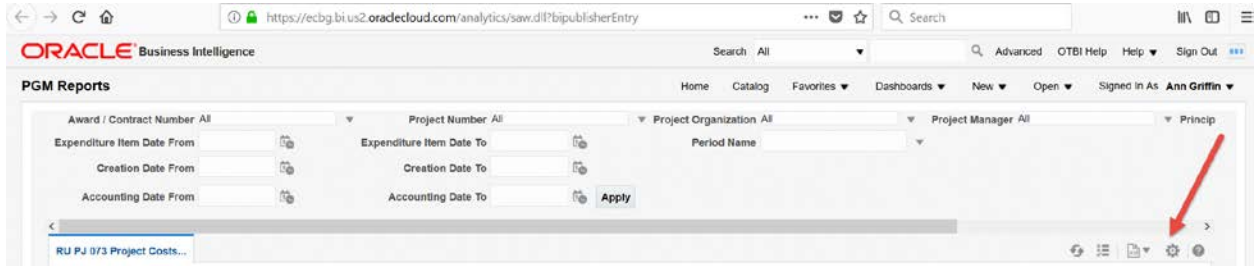 https://ecbg.bi.us2.oraclecloud.com/analytics/saw.dll?bipublisherEntry Search
ORACLE Business Intelligence Search All Advanced OTBI Help Help Sign Out
PGM Reports Home Catalog Favorites Dashboards New Open Signed In As Ann Griffin
Award / Contract Number All Project Number All Project Organization All Project Manager All Princip
Expenditure Item Date From Expenditure Item Date To Period Name
Creation Date From Creation Date To
Accounting Date From Accounting Date To Apply
RU PJ 073 Project Costs...